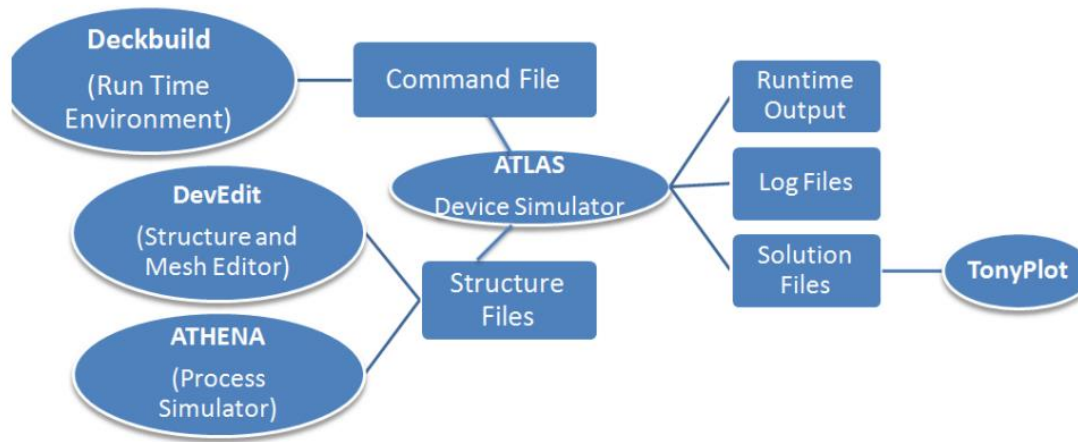 Deckbuild
(Run Time
Environment)
Command File
Runtime
Output
ATLAS
Device Simulator
Log Files
DevEdit
(Structure and
Mesh Editor)
Structure
Files
Solution
Files
TonyPlot
ATHENA
(Process
Simulator)